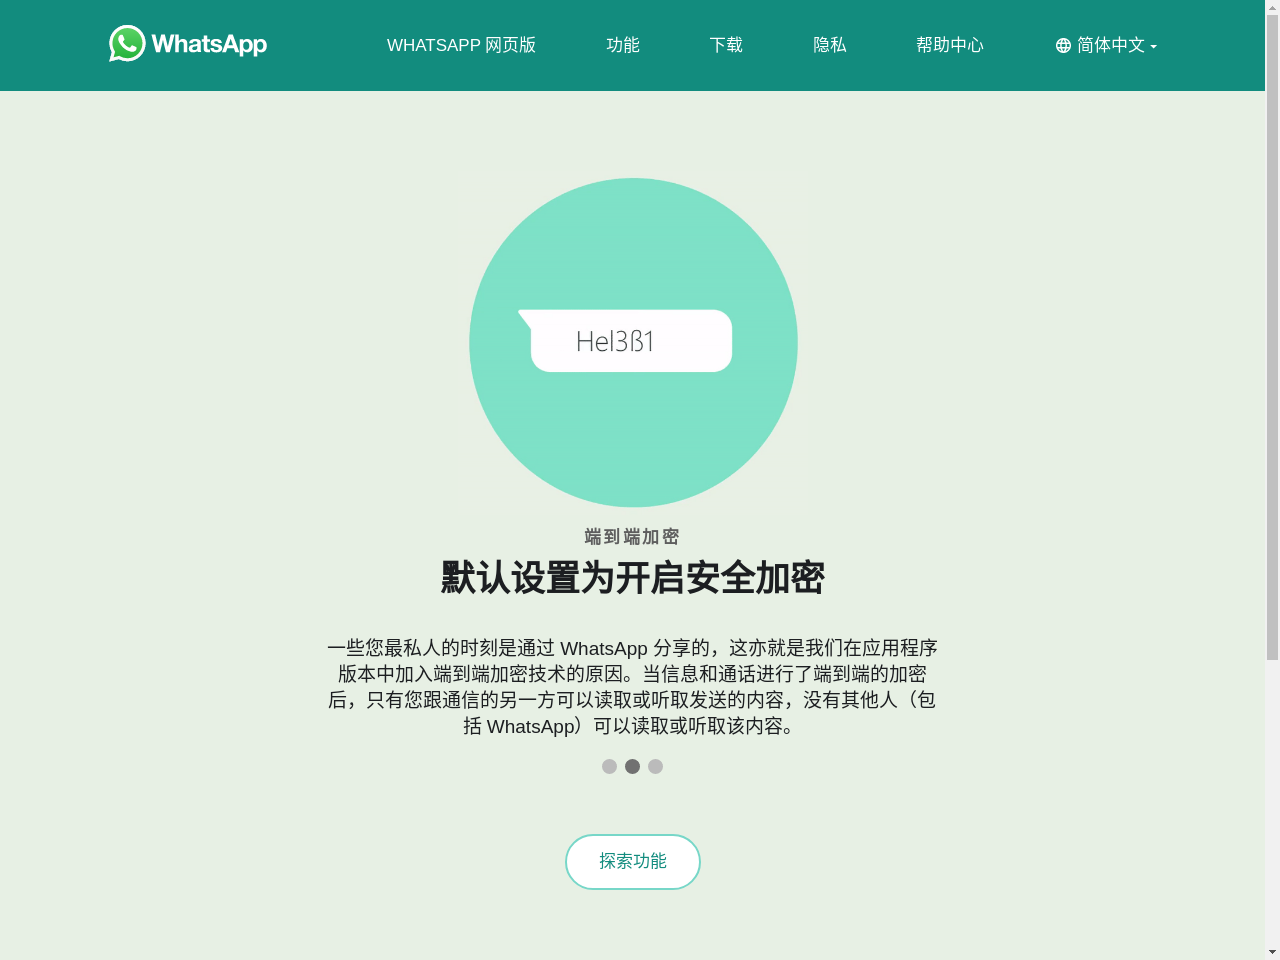 WhatsApp
WHATSAPP 网页版
功能
下载
隐私
帮助中心
简体中文
Hel3ß1
端到端加密
默认设置为开启安全加密
一些您最私人的时刻是通过 WhatsApp 分享的，这亦就是我们在应用程序
版本中加入端到端加密技术的原因。当信息和通话进行了端到端的加密
后，只有您跟通信的另一方可以读取或听取发送的内容，没有其他人（包
括 WhatsApp）可以读取或听取该内容。
探索功能